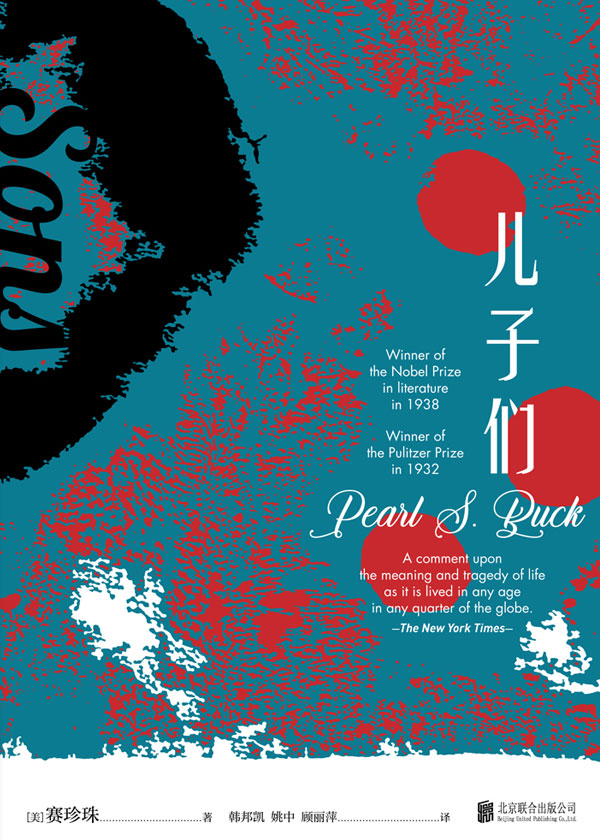 Sons
儿子们
Winner of
the Nobel Prize
in literature
in 1938
Winner of
the Pulitzer Prize
in 1932
Pearl S. Buck
A comment upon
the meaning and tragedy of life
as it is lived in any age
in any quarter of the globe.
—The New York Times—
[美]赛珍珠..............................著 韩邦凯 姚中 顾丽萍..............................译
北京联合出版公司
Beijing United Publishing Co.,Ltd.